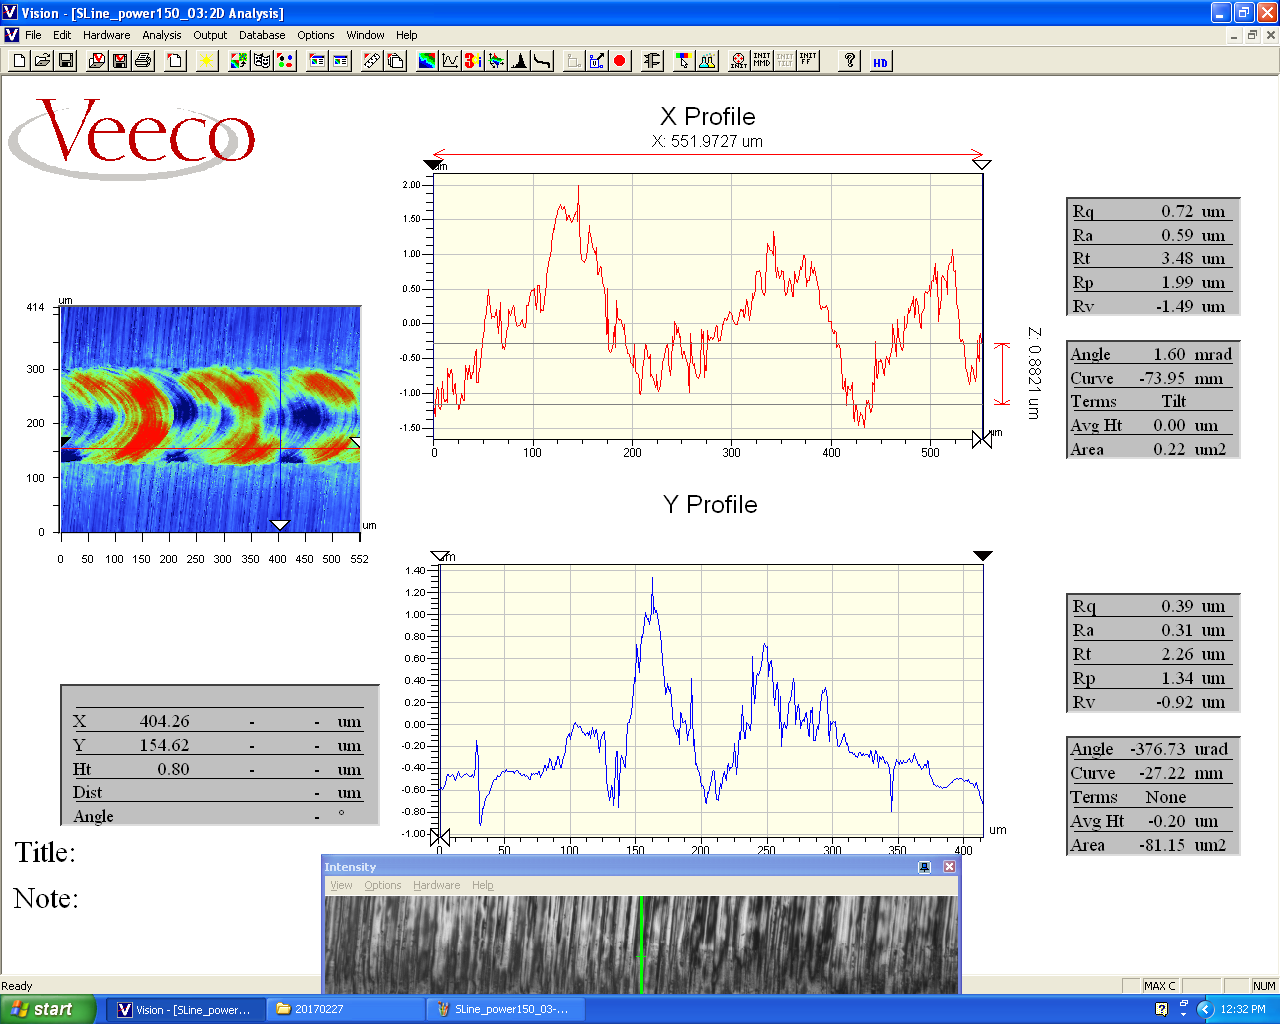 Vision - [SLine_power150_03:2D Analysis]
File Edit Hardware Analysis Output Database Options Window Help
INIT INIT MMD INIT TILT INIT FF ? HD
Veeco
X Profile
X: 551.9727 um
um
2.00
1.50
1.00
0.50
0.00
-0.50
-1.00
-1.50
0 100 200 300 400 500
um
Z: 0.8821 um
Rq 0.72 um
Ra 0.59 um
Rt 3.48 um
Rp 1.99 um
Rv -1.49 um
Angle 1.60 mrad
Curve -73.95 mm
Terms Tilt
Avg Ht 0.00 um
Area 0.22 um2
um
414
300
200
100
0
um
0 50 100 150 200 250 300 350 400 450 500 552
Y Profile
um
1.40
1.20
1.00
0.80
0.60
0.40
0.20
0.00
-0.20
-0.40
-0.60
-0.80
-1.00
um
0 50 100 150 200 250 300 350 400
Rq 0.39 um
Ra 0.31 um
Rt 2.26 um
Rp 1.34 um
Rv -0.92 um
Angle -376.73 urad
Curve -27.22 mm
Terms None
Avg Ht -0.20 um
Area -81.15 um2
X 404.26 - - um
Y 154.62 - - um
Ht 0.80 - - um
Dist - um
Angle - °
Title:
Note:
Intensity
View Options Hardware Help
Ready
MAX C NUM
start
Vision - [SLine_power...
20170227
SLine_power150_03-...
12:32 PM